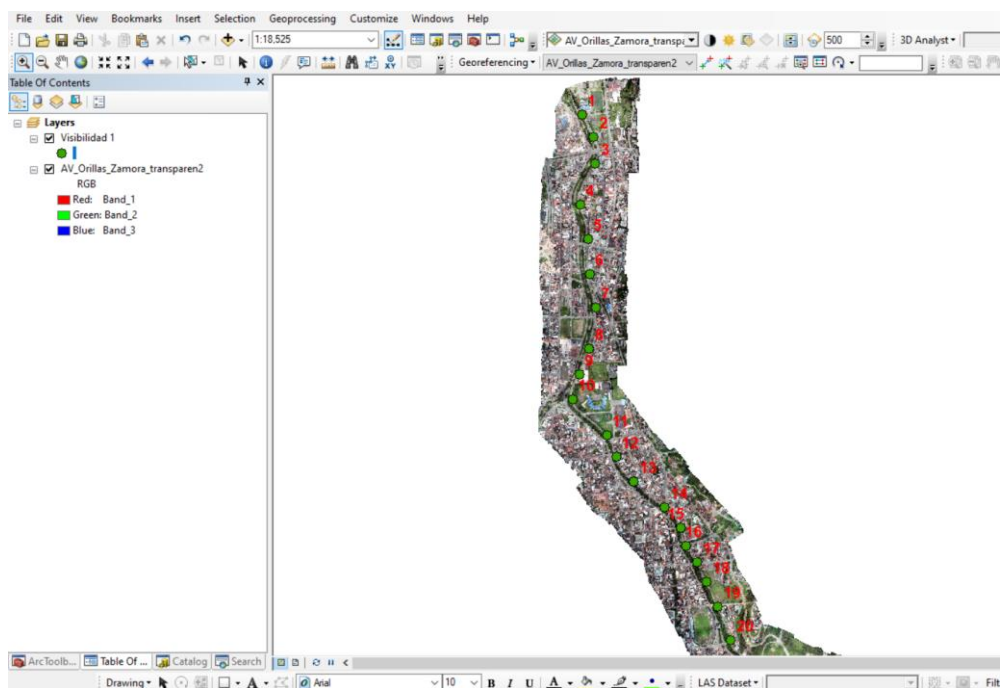 File Edit View Bookmarks Insert Selection Geoprocessing Customize Windows Help
1:18,525 AV_Orillas_Zamora_transpa 500 3D Analyst
Georeferencing AV_Orillas_Zamora_transparen2
Table Of Contents
Layers
Visibilidad 1
AV_Orillas_Zamora_transparen2
RGB
Red: Band_1
Green: Band_2
Blue: Band_3
1
2
3
4
5
6
7
8
9
10
11
12
13
14
15
16
17
18
19
20
ArcToolb... Table Of ... Catalog Search
Drawing A Arial 10 B I U A LAS Dataset Filt